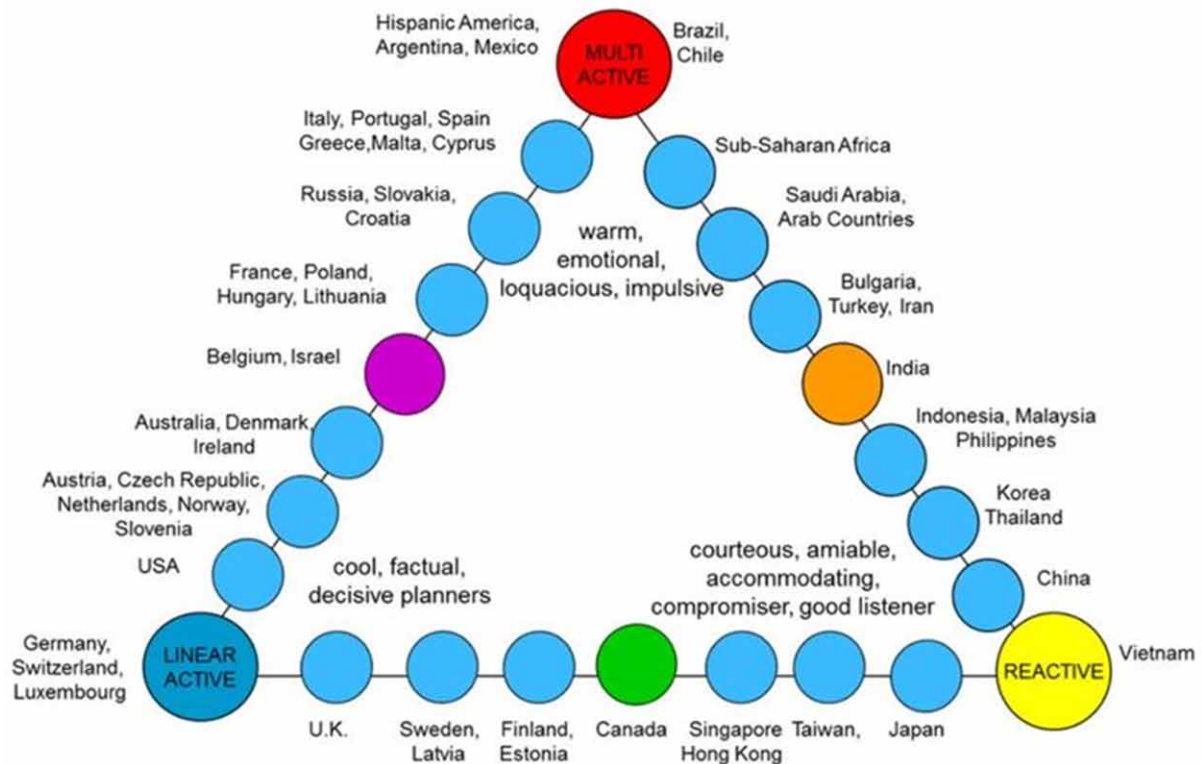 Hispanic America,
Argentina, Mexico
MULTI
ACTIVE
Brazil,
Chile
Italy, Portugal, Spain
Greece,Malta, Cyprus
Sub-Saharan Africa
Russia, Slovakia,
Croatia
Saudi Arabia,
Arab Countries
warm,
emotional,
loquacious, impulsive
France, Poland,
Hungary, Lithuania
Bulgaria,
Turkey, Iran
Belgium, Israel
India
Australia, Denmark,
Ireland
Indonesia, Malaysia
Philippines
Austria, Czech Republic,
Netherlands, Norway,
Slovenia
Korea
Thailand
USA
cool, factual,
decisive planners
courteous, amiable,
accommodating,
compromiser, good listener
China
Germany,
Switzerland,
Luxembourg
LINEAR
ACTIVE
REACTIVE
Vietnam
U.K.
Sweden,
Latvia
Finland,
Estonia
Canada
Singapore
Hong Kong
Taiwan,
Japan